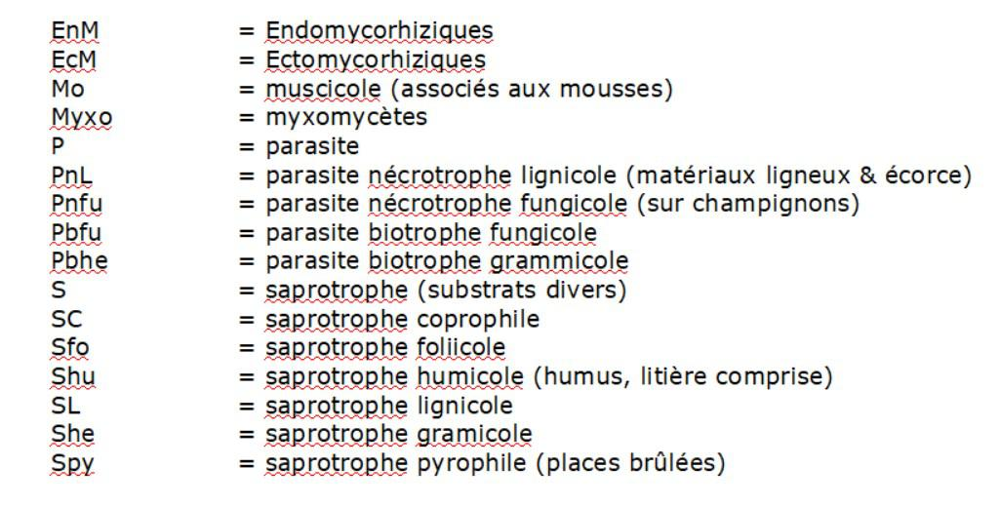 EnM = Endomycorhiziques
EcM = Ectomycorhiziques
Mo = muscicole (associés aux mousses)
Myxo = myxomycètes
P = parasite
PnL = parasite nécrotrophe lignicole (matériaux ligneux & écorce)
Pnfu = parasite nécrotrophe fungicole (sur champignons)
Pbfu = parasite biotrophe fungicole
Pbhe = parasite biotrophe grammicole
S = saprotrophe (substrats divers)
SC = saprotrophe coprophile
Sfo = saprotrophe foliicole
Shu = saprotrophe humicole (humus, litière comprise)
SL = saprotrophe lignicole
She = saprotrophe gramicole
Spy = saprotrophe pyrophile (places brûlées)